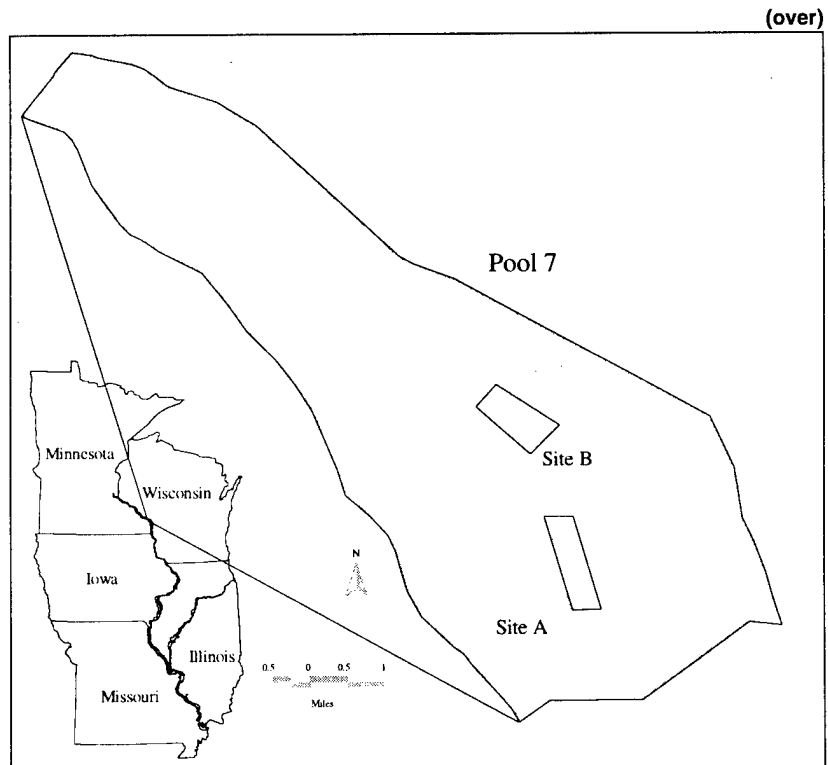 (over)
Pool 7
Site B
Minnesota
Wisconsin
N
Iowa
Site A
Illinois
0.5 0 0.5 1
Missouri
Miles